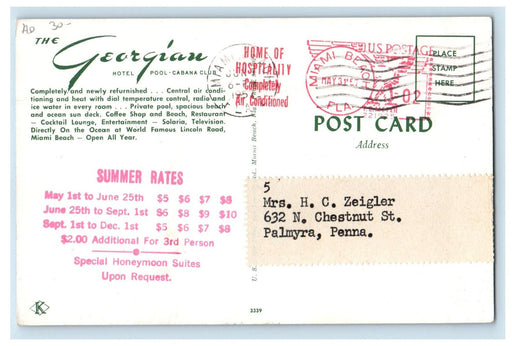 AD 30-
THE
Georgian
HOTEL POOL-CABANA CLUB
Completely and newly refurnished . . . Central air condi-
tioning and heat with dial temperature control, radio and
ice water in every room . . . Private pool, spacious beach
and ocean sun deck. Coffee Shop and Beach, Restaurant
— Cocktail Lounge, Entertainment — Solaria, Television.
Directly On the Ocean at World Famous Lincoln Road,
Miami Beach — Open All Year.
HOME OF
HOSPITALITY
Completely
Air Conditioned
MIAMI BEACH
MAY 31
FLA.
U.S. POSTAGE
02
PLACE
STAMP
HERE
POST CARD
Address
SUMMER RATES
May 1st to June 25th $5 $6 $7 $8
June 25th to Sept. 1st $6 $8 $9 $10
Sept. 1st to Dec. 1st $5 $6 $7 $8
$2.00 Additional For 3rd Person
Special Honeymoon Suites
Upon Request.
5
Mrs. H. C. Zeigler
632 N. Chestnut St.
Palmyra, Penna.
K
3339